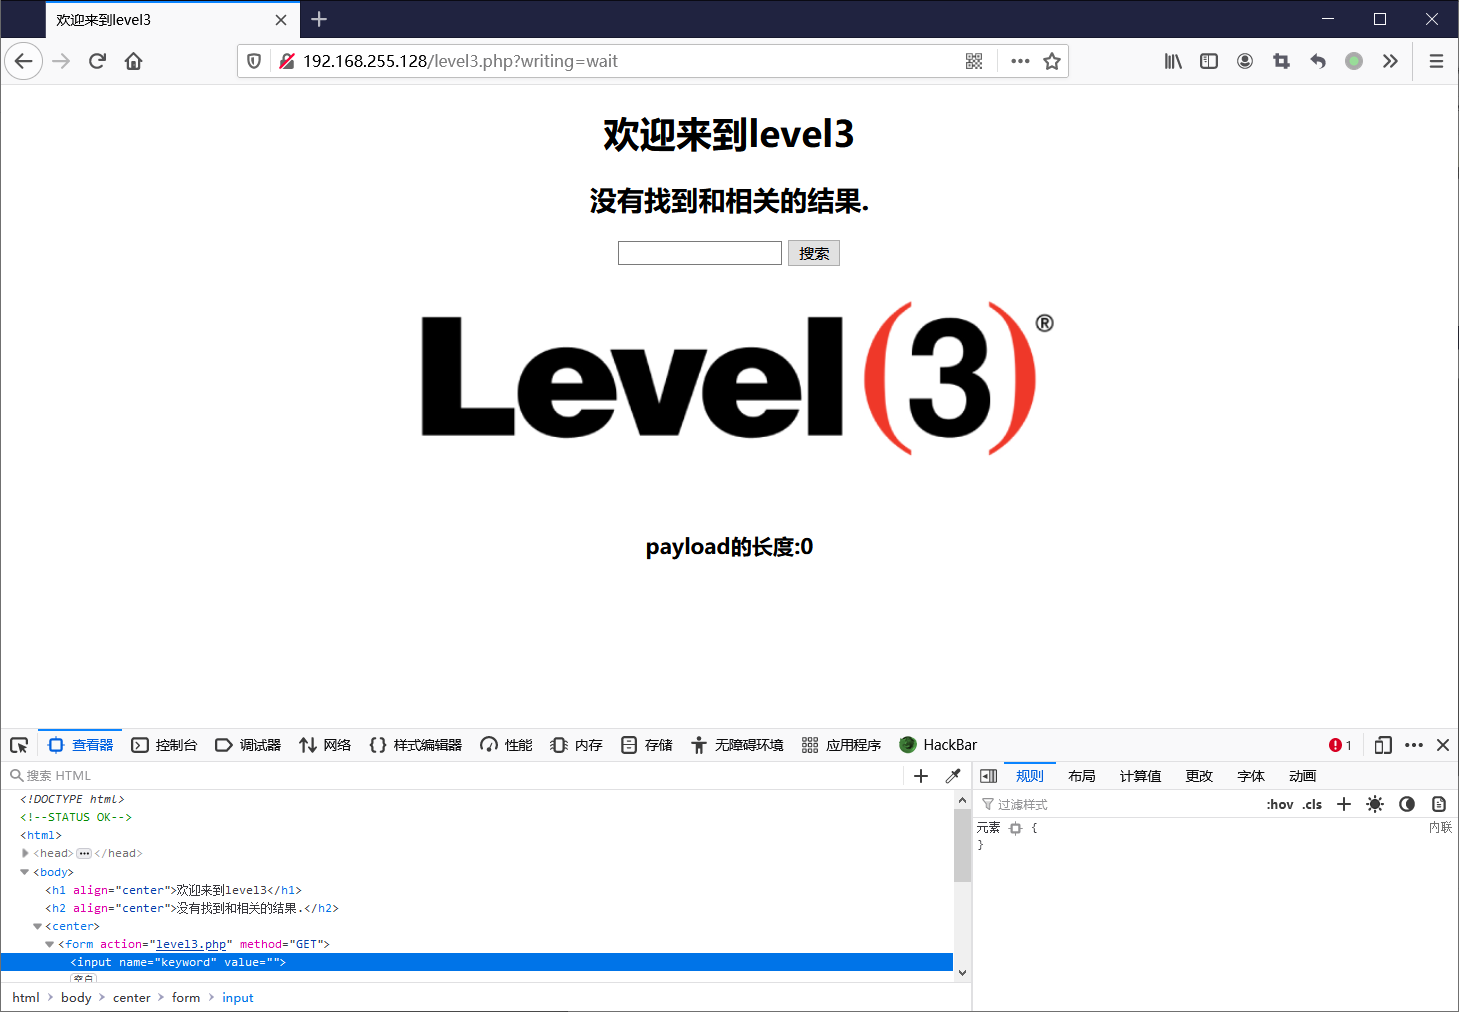 欢迎来到level3
192.168.255.128/level3.php?writing=wait
欢迎来到level3
没有找到和相关的结果.
搜索
Level(3)®
payload的长度:0
查看器 控制台 调试器 网络 样式编辑器 性能 内存 存储 无障碍环境 应用程序 HackBar 1
搜索 HTML
规则 布局 计算值 更改 字体 动画
过滤样式 :hov .cls
<!DOCTYPE html>
<!--STATUS OK-->
<html>
<head>•••</head>
<body>
<h1 align="center">欢迎来到level3</h1>
<h2 align="center">没有找到和相关的结果.</h2>
<center>
<form action="level3.php" method="GET">
<input name="keyword" value="">
空白
元素 { 内联
}
html body center form input